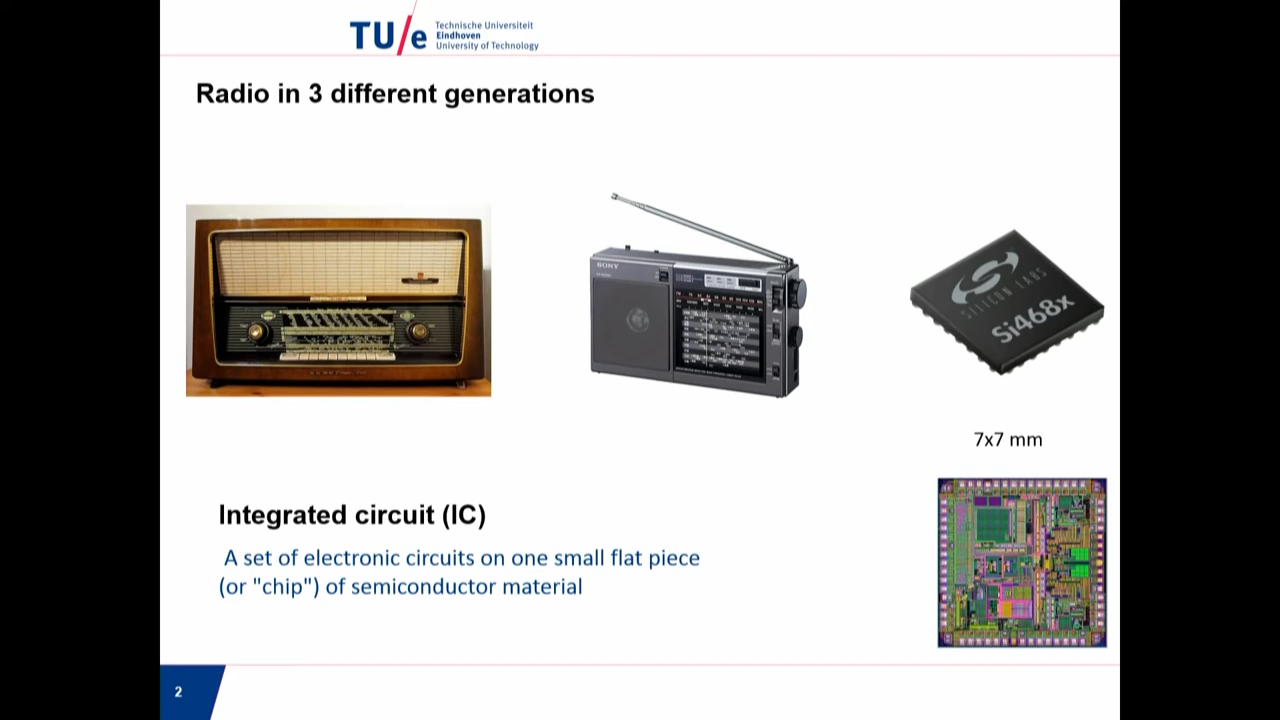 TU/e
Technische Universiteit
Eindhoven
University of Technology
Radio in 3 different generations
SONY
SILICON LABS
Si468x
7x7 mm
Integrated circuit (IC)
A set of electronic circuits on one small flat piece
(or "chip") of semiconductor material
2